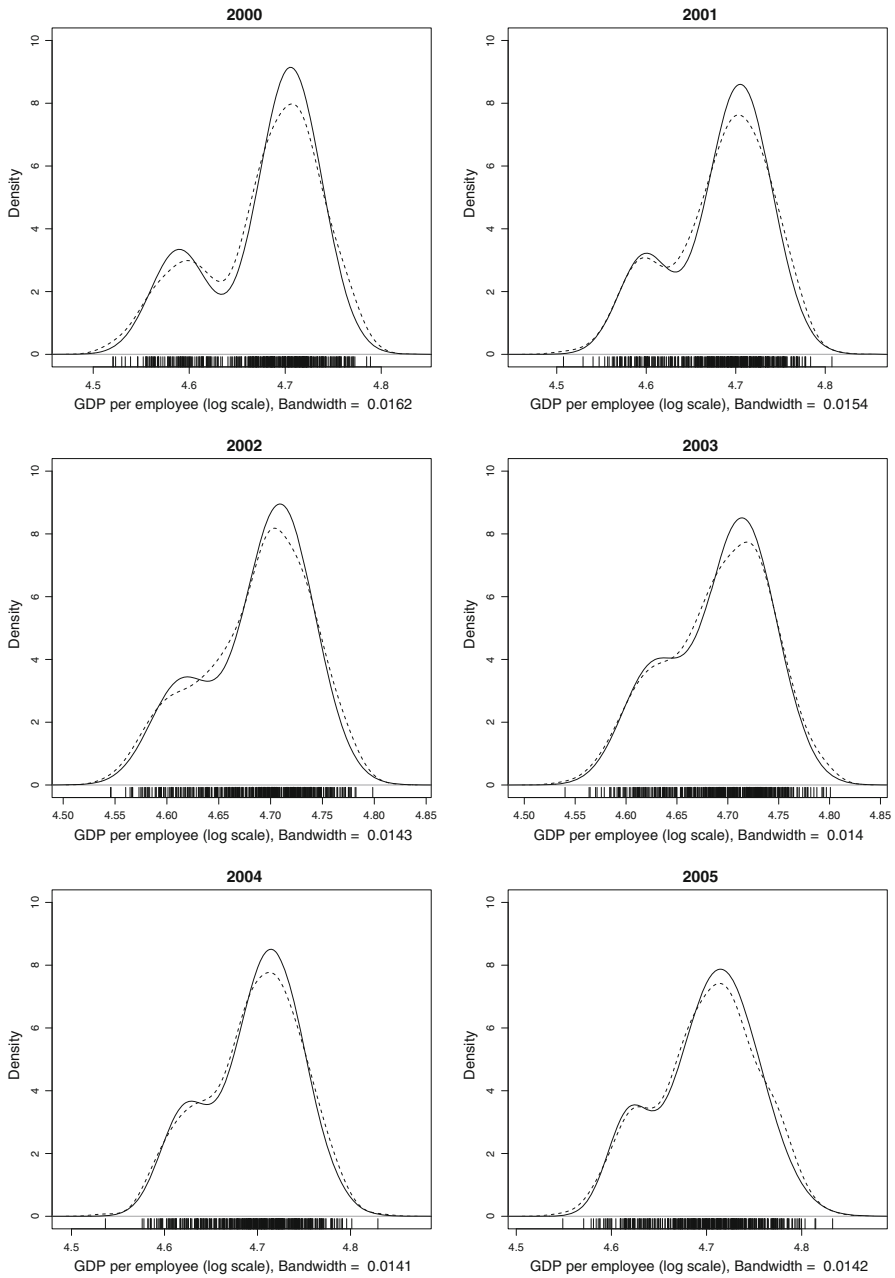 2000
Density
10
8
6
4
2
0
4.5 4.6 4.7 4.8
GDP per employee (log scale), Bandwidth = 0.0162
2001
Density
10
8
6
4
2
0
4.5 4.6 4.7 4.8
GDP per employee (log scale), Bandwidth = 0.0154
2002
Density
10
8
6
4
2
0
4.50 4.55 4.60 4.65 4.70 4.75 4.80 4.85
GDP per employee (log scale), Bandwidth = 0.0143
2003
Density
10
8
6
4
2
0
4.50 4.55 4.60 4.65 4.70 4.75 4.80 4.85
GDP per employee (log scale), Bandwidth = 0.014
2004
Density
10
8
6
4
2
0
4.5 4.6 4.7 4.8
GDP per employee (log scale), Bandwidth = 0.0141
2005
Density
10
8
6
4
2
0
4.5 4.6 4.7 4.8
GDP per employee (log scale), Bandwidth = 0.0142